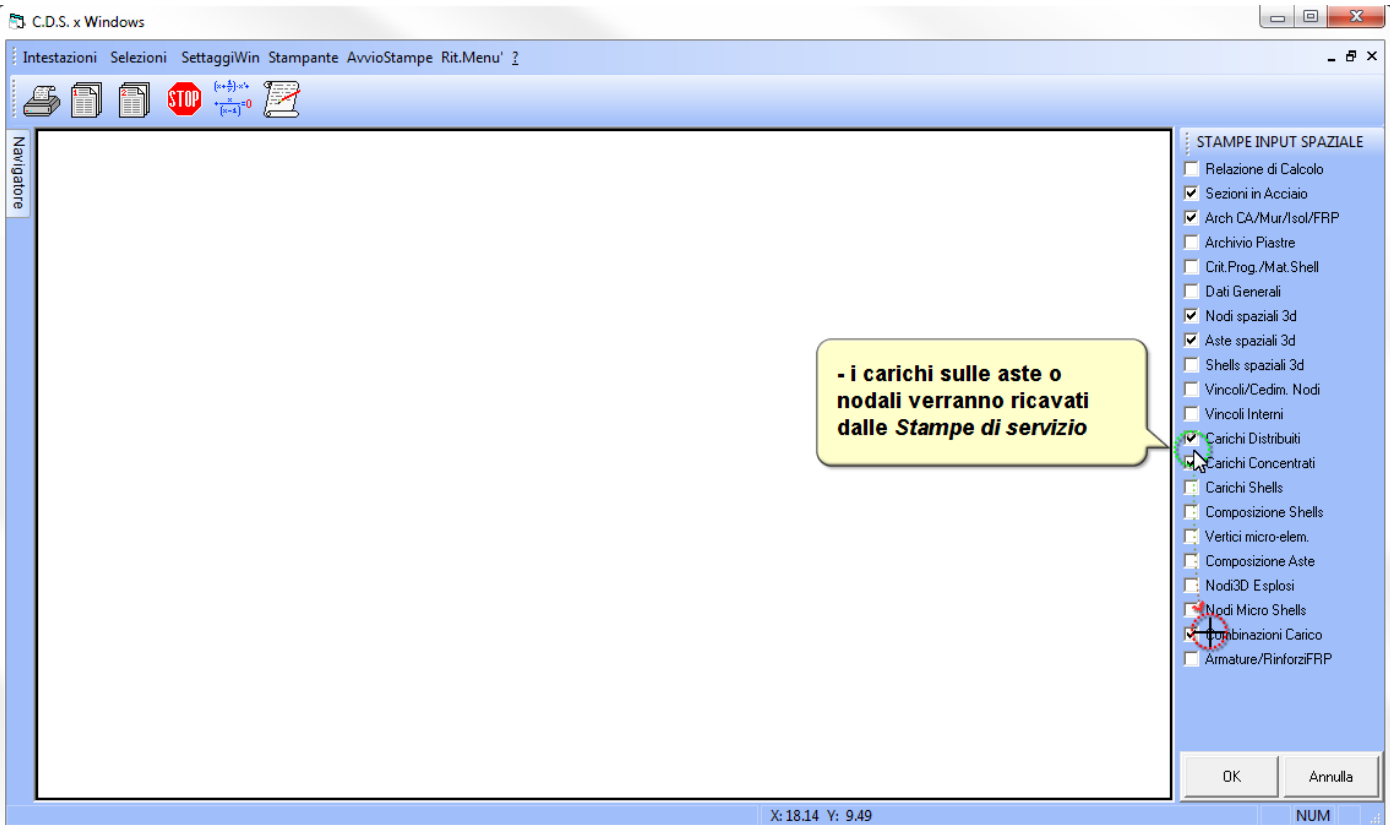 C.D.S. x Windows
Intestazioni Selezioni SettaggiWin Stampante AvvioStampe Rit.Menu' ?
1 2 STOP
Navigatore
STAMPE INPUT SPAZIALE
Relazione di Calcolo
Sezioni in Acciaio
Arch CA/Mur/Isol/FRP
Archivio Piastre
Crit.Prog./Mat.Shell
Dati Generali
Nodi spaziali 3d
Aste spaziali 3d
Shells spaziali 3d
Vincoli/Cedim. Nodi
Vincoli Interni
Carichi Distribuiti
Carichi Concentrati
Carichi Shells
Composizione Shells
Vertici micro-elem.
Composizione Aste
Nodi3D Esplosi
Nodi Micro Shells
Combinazioni Carico
Armature/RinforziFRP
- i carichi sulle aste o
nodali verranno ricavati
dalle Stampe di servizio
OK Annulla
X: 18.14 Y: 9.49
NUM